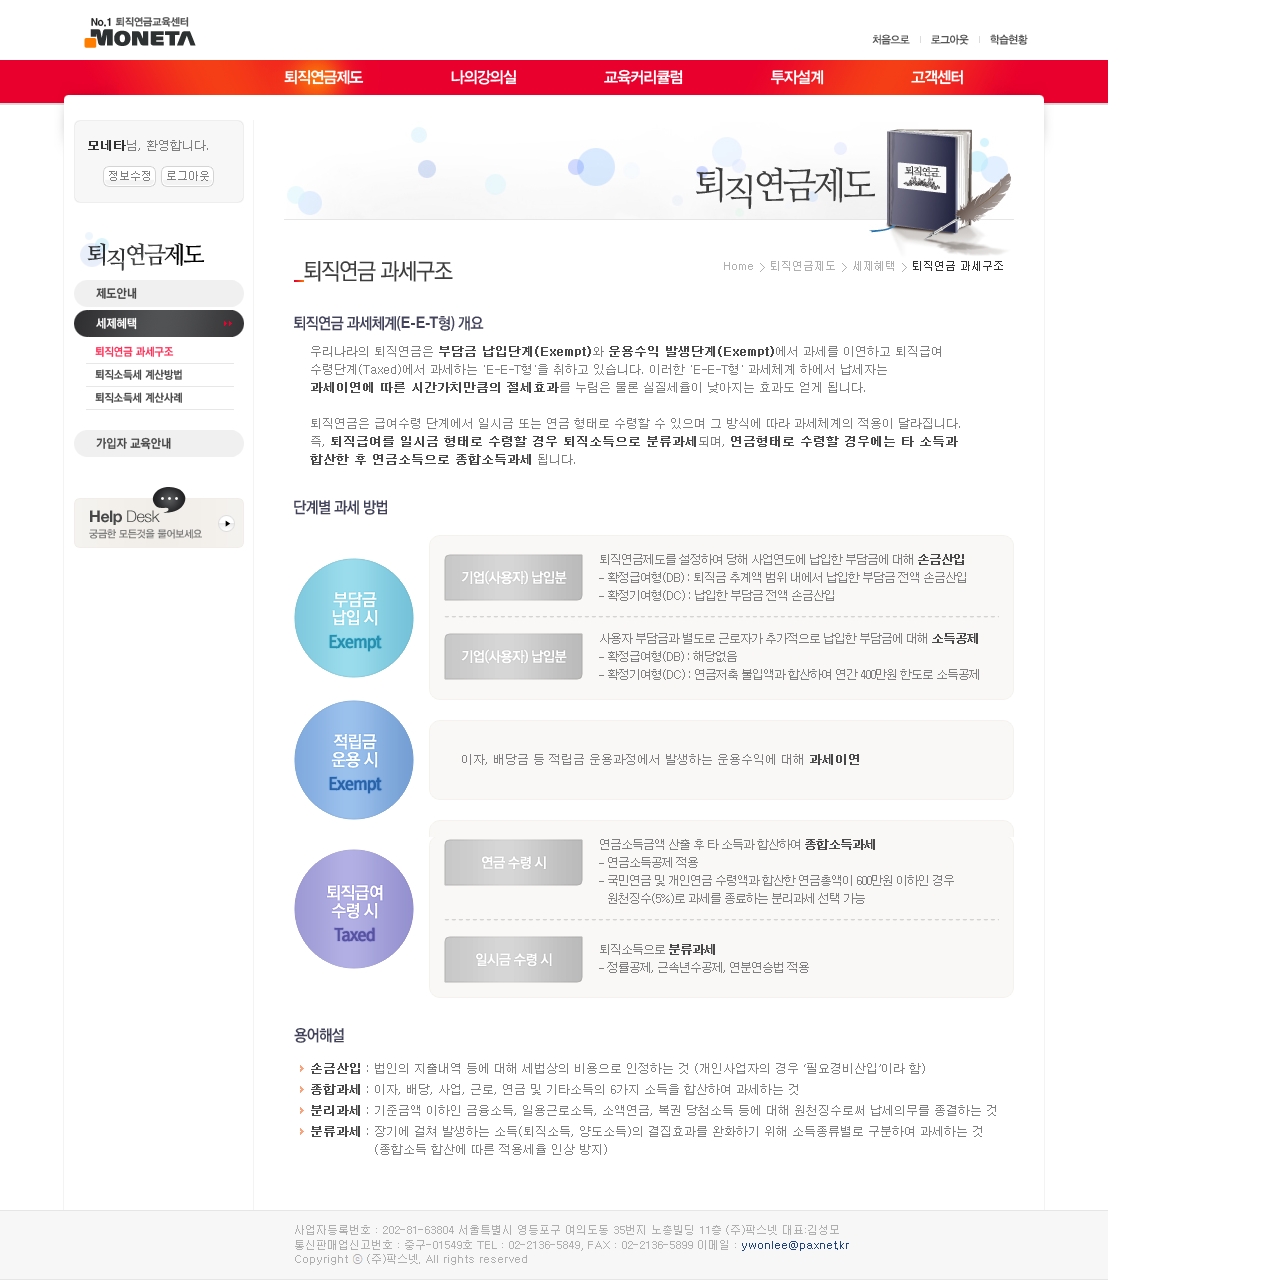 No.1 퇴직연금교육센터
MONETA
처음으로 로그아웃 학습현황
퇴직연금제도 나의강의실 교육커리큘럼 투자설계 고객센터
모네타님, 환영합니다.
정보수정 로그아웃
퇴직연금제도
제도안내
세제혜택
퇴직연금 과세구조
퇴직소득세 계산방법
퇴직소득세 계산사례
가입자 교육안내
Help Desk
궁금한 모든것을 물어보세요
퇴직연금제도
퇴직연금
퇴직연금 과세구조
Home > 퇴직연금제도 > 세제혜택 > 퇴직연금 과세구조
퇴직연금 과세체계(E-E-T형) 개요
우리나라의 퇴직연금은 부담금 납입단계(Exempt)와 운용수익 발생단계(Exempt)에서 과세를 이연하고 퇴직급여
수령단계(Taxed)에서 과세하는 'E-E-T형'을 취하고 있습니다. 이러한 'E-E-T형' 과세체계 하에서 납세자는
과세이연에 따른 시간가치만큼의 절세효과를 누림은 물론 실질세율이 낮아지는 효과도 얻게 됩니다.
퇴직연금은 급여수령 단계에서 일시금 또는 연금 형태로 수령할 수 있으며 그 방식에 따라 과세체계의 적용이 달라집니다.
즉, 퇴직급여를 일시금 형태로 수령할 경우 퇴직소득으로 분류과세되며, 연금형태로 수령할 경우에는 타 소득과
합산한 후 연금소득으로 종합소득과세 됩니다.
단계별 과세 방법
부담금
납입 시
Exempt
기업(사용자) 납입분
퇴직연금제도를 설정하여 당해 사업연도에 납입한 부담금에 대해 손금산입
- 확정급여형(DB) : 퇴직금 추계액 범위 내에서 납입한 부담금 전액 손금산입
- 확정기여형(DC) : 납입한 부담금 전액 손금산입
기업(사용자) 납입분
사용자 부담금과 별도로 근로자가 추가적으로 납입한 부담금에 대해 소득공제
- 확정급여형(DB) : 해당없음
- 확정기여형(DC) : 연금저축 불입액과 합산하여 연간 400만원 한도로 소득공제
적립금
운용 시
Exempt
이자, 배당금 등 적립금 운용과정에서 발생하는 운용수익에 대해 과세이연
퇴직급여
수령 시
Taxed
연금 수령 시
연금소득금액 산출 후 타 소득과 합산하여 종합소득과세
- 연금소득공제 적용
- 국민연금 및 개인연금 수령액과 합산한 연금총액이 600만원 이하인 경우
원천징수(5%)로 과세를 종료하는 분리과세 선택 가능
일시금 수령 시
퇴직소득으로 분류과세
- 정률공제, 근속년수공제, 연분연승법 적용
용어해설
손금산입 : 법인의 지출내역 등에 대해 세법상의 비용으로 인정하는 것 (개인사업자의 경우 '필요경비산입'이라 함)
종합과세 : 이자, 배당, 사업, 근로, 연금 및 기타소득의 6가지 소득을 합산하여 과세하는 것
분리과세 : 기준금액 이하인 금융소득, 일용근로소득, 소액연금, 복권 당첨소득 등에 대해 원천징수로써 납세의무를 종결하는 것
분류과세 : 장기에 걸쳐 발생하는 소득(퇴직소득, 양도소득)의 결집효과를 완화하기 위해 소득종류별로 구분하여 과세하는 것
(종합소득 합산에 따른 적용세율 인상 방지)
사업자등록번호 : 202-81-63804 서울특별시 영등포구 여의도동 35번지 노총빌딩 11층 (주)팍스넷 대표:김성모
통신판매업신고번호 : 중구-01549호 TEL : 02-2136-5849, FAX : 02-2136-5899 이메일 : ywonlee@paxnet.kr
Copyright ⓒ (주)팍스넷, All rights reserved